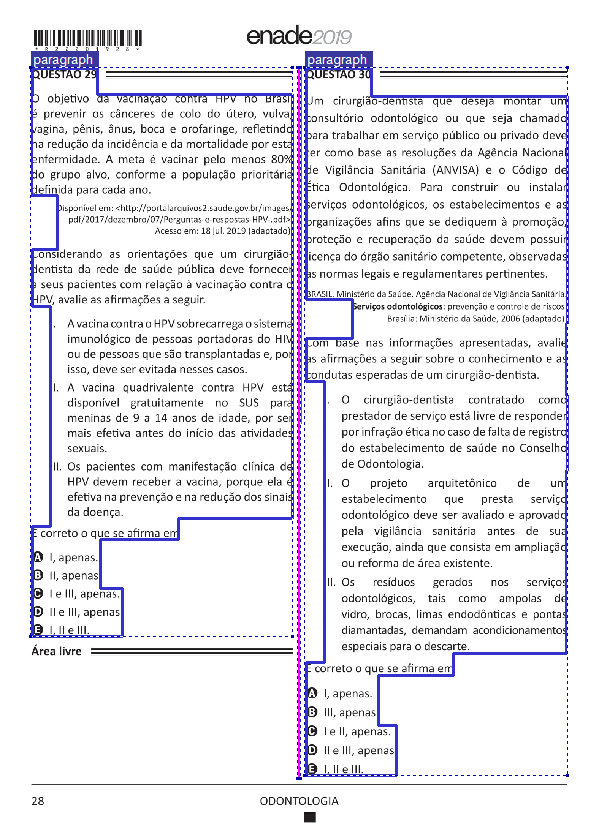 *R2220192 8*
enade2019
paragraph
QUESTÃO 29
O objetivo da vacinação contra HPV no Brasil
é prevenir os cânceres de colo do útero, vulva,
vagina, pênis, ânus, boca e orofaringe, refletindo
na redução da incidência e da mortalidade por esta
enfermidade. A meta é vacinar pelo menos 80%
do grupo alvo, conforme a população prioritária
definida para cada ano.
Disponível em: <http://portalarquivos2.saude.gov.br/images/
pdf/2017/dezembro/07/Perguntas-e-respostas-HPV-.pdf>.
Acesso em: 18 jul. 2019 (adaptado).
Considerando as orientações que um cirurgião-
dentista da rede de saúde pública deve fornecer
a seus pacientes com relação à vacinação contra o
HPV, avalie as afirmações a seguir.
I. A vacina contra o HPV sobrecarrega o sistema
imunológico de pessoas portadoras do HIV
ou de pessoas que são transplantadas e, por
isso, deve ser evitada nesses casos.
II. A vacina quadrivalente contra HPV está
disponível gratuitamente no SUS para
meninas de 9 a 14 anos de idade, por ser
mais efetiva antes do início das atividades
sexuais.
III. Os pacientes com manifestação clínica de
HPV devem receber a vacina, porque ela é
efetiva na prevenção e na redução dos sinais
da doença.
É correto o que se afirma em
A I, apenas.
B II, apenas.
C I e III, apenas.
D II e III, apenas.
E I, II e III.
Área livre
paragraph
QUESTÃO 30
Um cirurgião-dentista que deseja montar um
consultório odontológico ou que seja chamado
para trabalhar em serviço público ou privado deve
ter como base as resoluções da Agência Nacional
de Vigilância Sanitária (ANVISA) e o Código de
Ética Odontológica. Para construir ou instalar
serviços odontológicos, os estabelecimentos e as
organizações afins que se dediquem à promoção,
proteção e recuperação da saúde devem possuir
licença do órgão sanitário competente, observadas
as normas legais e regulamentares pertinentes.
BRASIL. Ministério da Saúde. Agência Nacional de Vigilância Sanitária.
Serviços odontológicos: prevenção e controle de riscos.
Brasília: Ministério da Saúde, 2006 (adaptado).
Com base nas informações apresentadas, avalie
as afirmações a seguir sobre o conhecimento e as
condutas esperadas de um cirurgião-dentista.
I. O cirurgião-dentista contratado como
prestador de serviço está livre de responder
por infração ética no caso de falta de registro
do estabelecimento de saúde no Conselho
de Odontologia.
II. O projeto arquitetônico de um
estabelecimento que presta serviço
odontológico deve ser avaliado e aprovado
pela vigilância sanitária antes de sua
execução, ainda que consista em ampliação
ou reforma de área existente.
III. Os resíduos gerados nos serviços
odontológicos, tais como ampolas de
vidro, brocas, limas endodônticas e pontas
diamantadas, demandam acondicionamentos
especiais para o descarte.
É correto o que se afirma em
A I, apenas.
B III, apenas.
C I e II, apenas.
D II e III, apenas.
E I, II e III.
28
ODONTOLOGIA